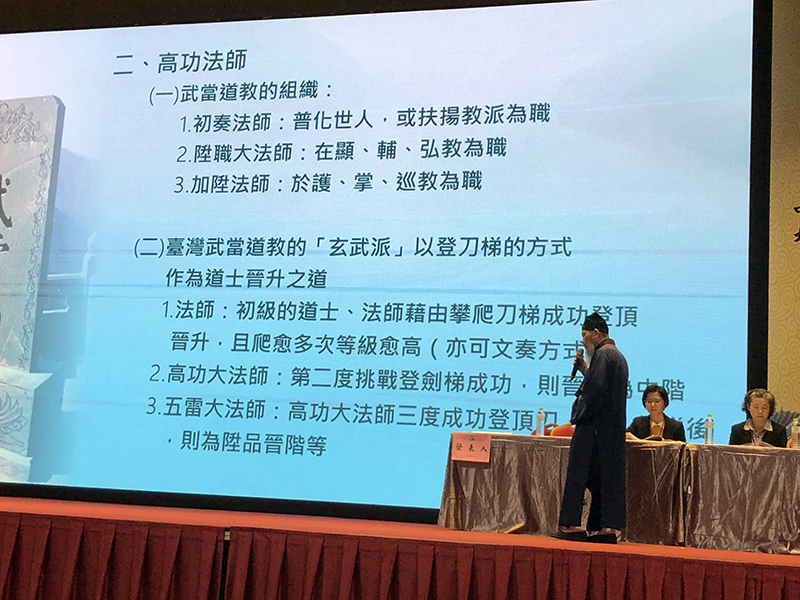 二、高功法師
(一)武當道教的組織：
1.初奏法師：普化世人，或扶揚教派為職
2.陞職大法師：在顯、輔、弘教為職
3.加陞法師：於護、掌、巡教為職
(二)臺灣武當道教的「玄武派」以登刀梯的方式
作為道士晉升之道
1.法師：初級的道士、法師藉由攀爬刀梯成功登頂
晉升，且爬愈多次等級愈高（亦可文奏方式
2.高功大法師：第二度挑戰登劍梯成功，則晉 為中階
3.五雷大法師：高功大法師三度成功登頂刀 後
，則為陞品晉階等
發表人